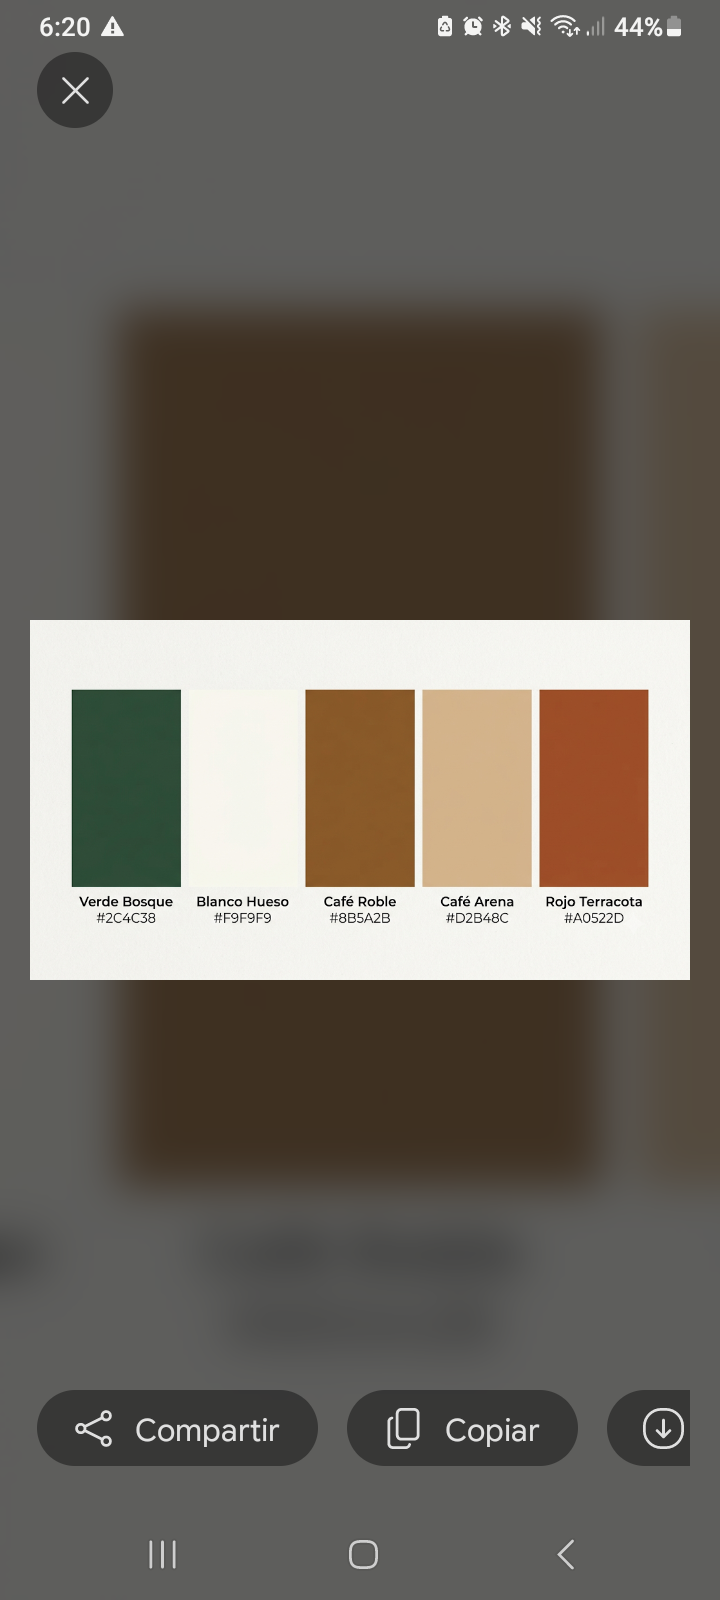 6:20
44%
Verde Bosque
#2C4C38
Blanco Hueso
#F9F9F9
Café Roble
#8B5A2B
Café Arena
#D2B48C
Rojo Terracota
#A0522D
Compartir
Copiar